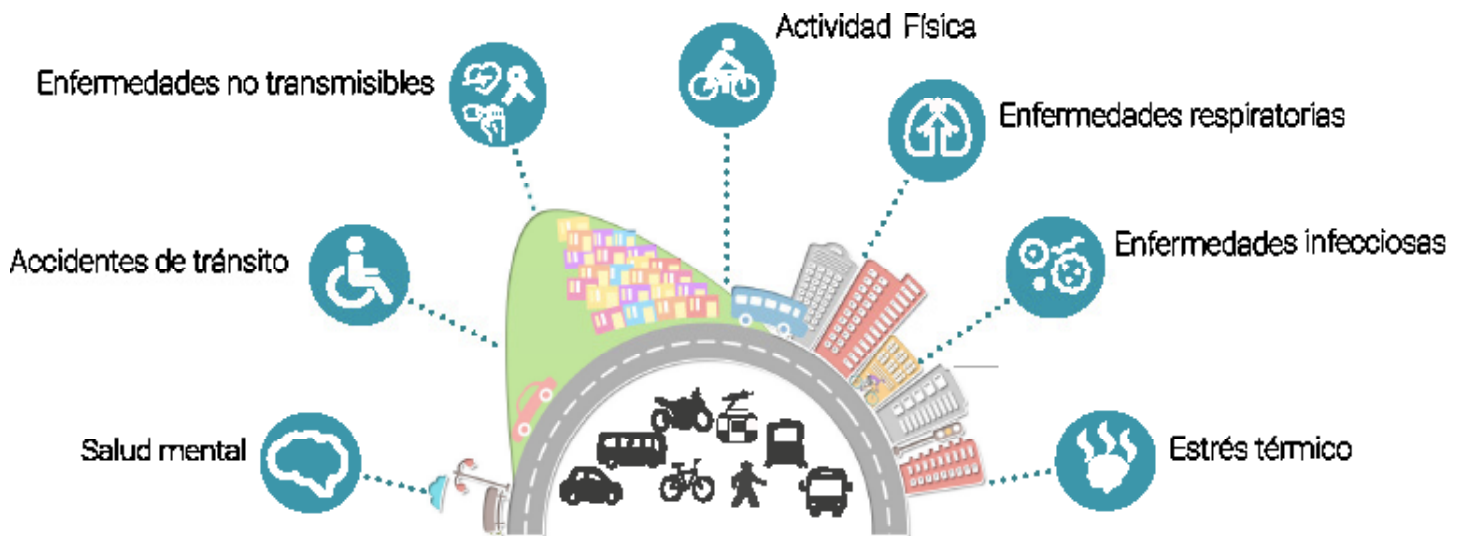 Actividad Física
Enfermedades no transmisibles
Enfermedades respiratorias
Accidentes de tránsito
Enfermedades infecciosas
Salud mental
Estrés térmico